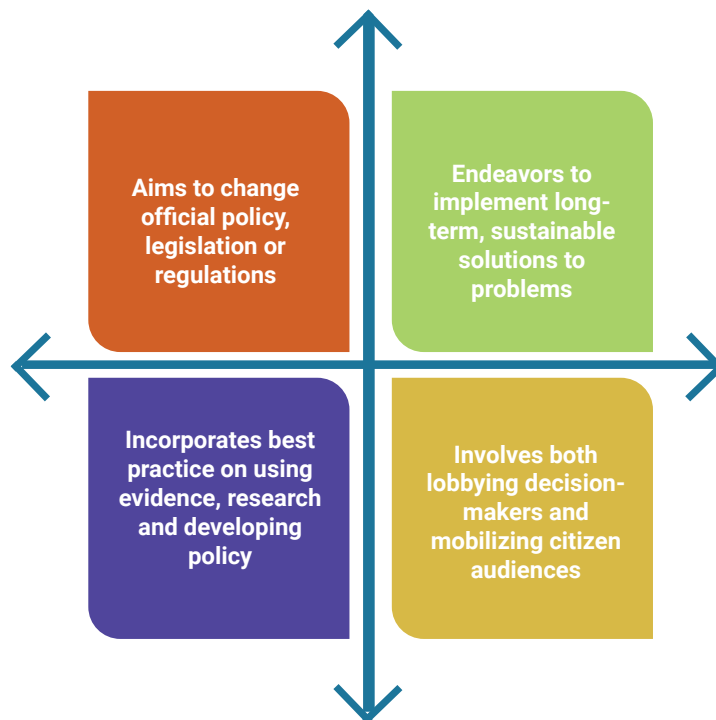 Aims to change
official policy,
legislation or
regulations
Endeavors to
implement long-
term, sustainable
solutions to
problems
Incorporates best
practice on using
evidence, research
and developing
policy
Involves both
lobbying decision-
makers and
mobilizing citizen
audiences